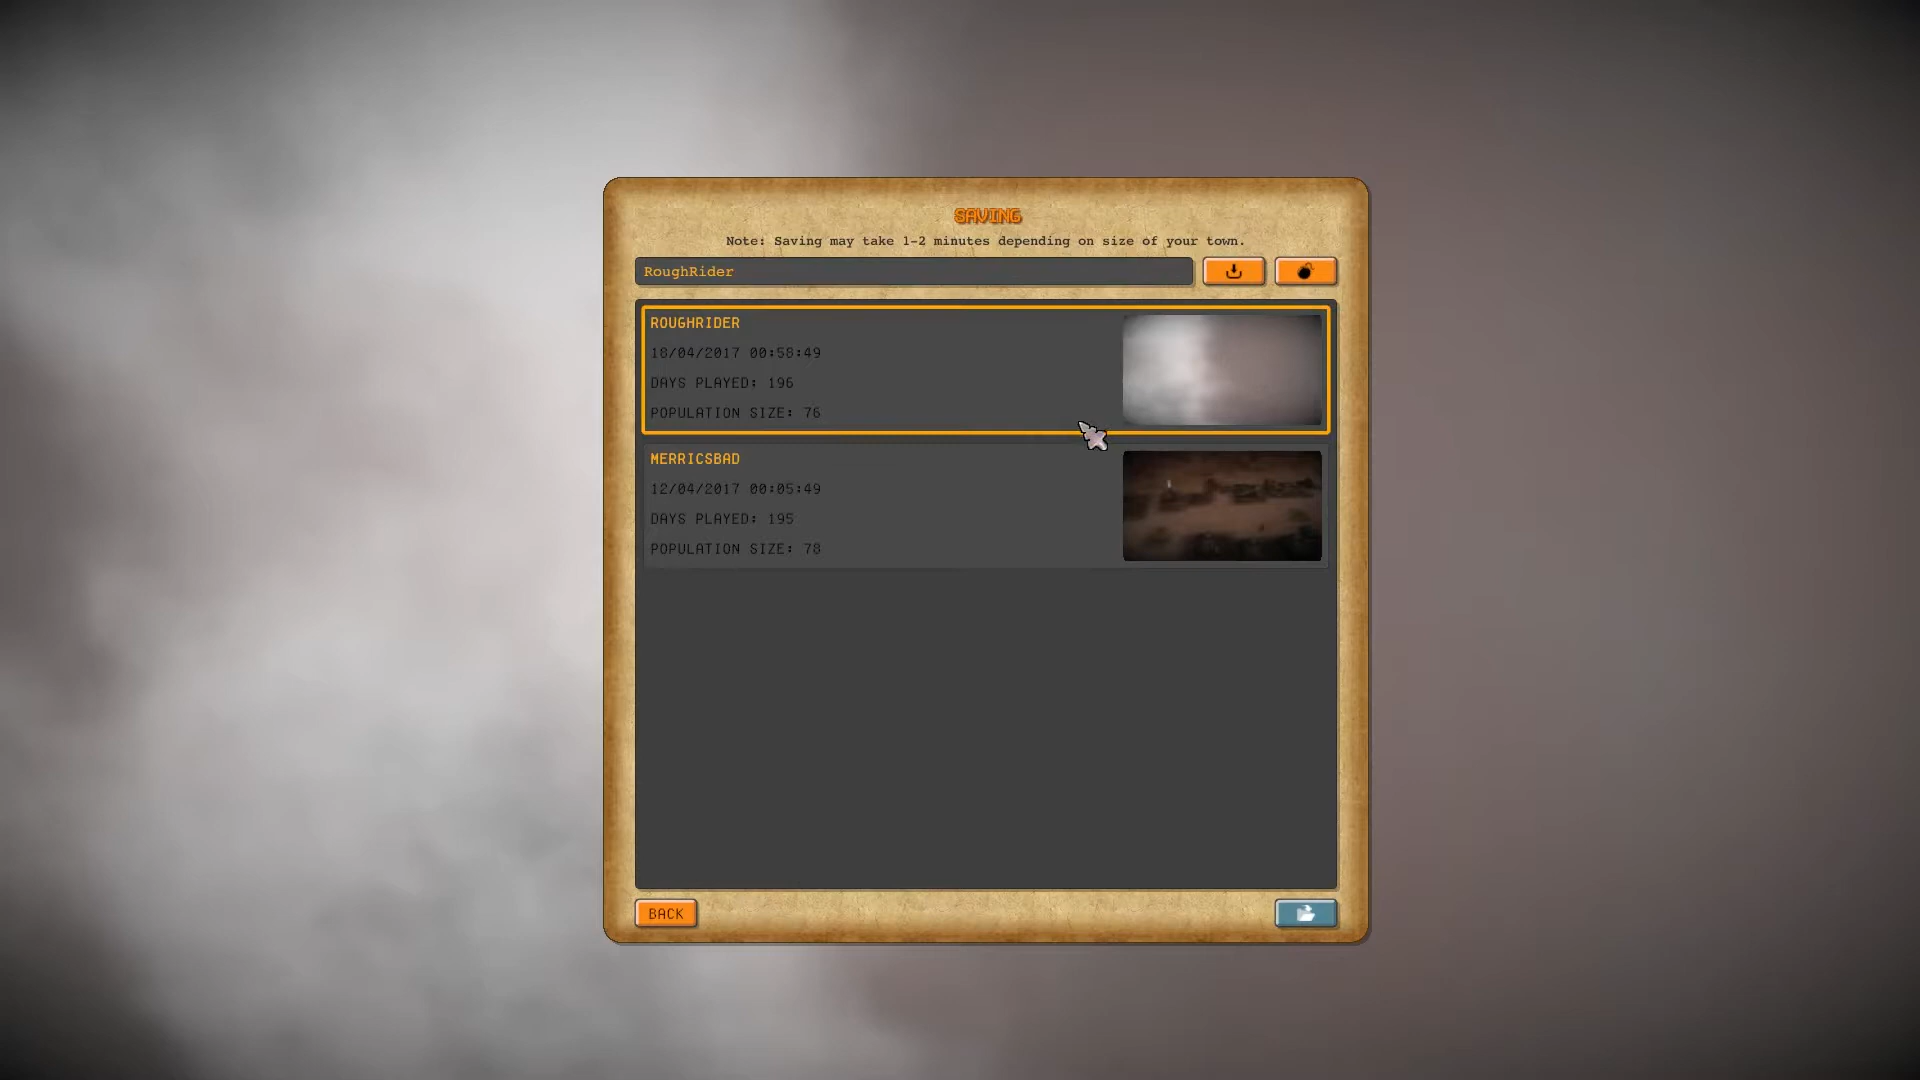 SAVING
Note: Saving may take 1-2 minutes depending on size of your town.
RoughRider
ROUGHRIDER
18/04/2017 00:58:49
DAYS PLAYED: 196
POPULATION SIZE: 76
MERRICSBAD
12/04/2017 00:05:49
DAYS PLAYED: 195
POPULATION SIZE: 78
BACK